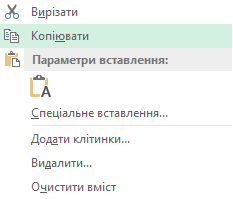 Вирізати
Копіювати
Параметри вставлення:
A
Спеціальне вставлення...
Додати клітинки...
Видалити...
Очистити вміст